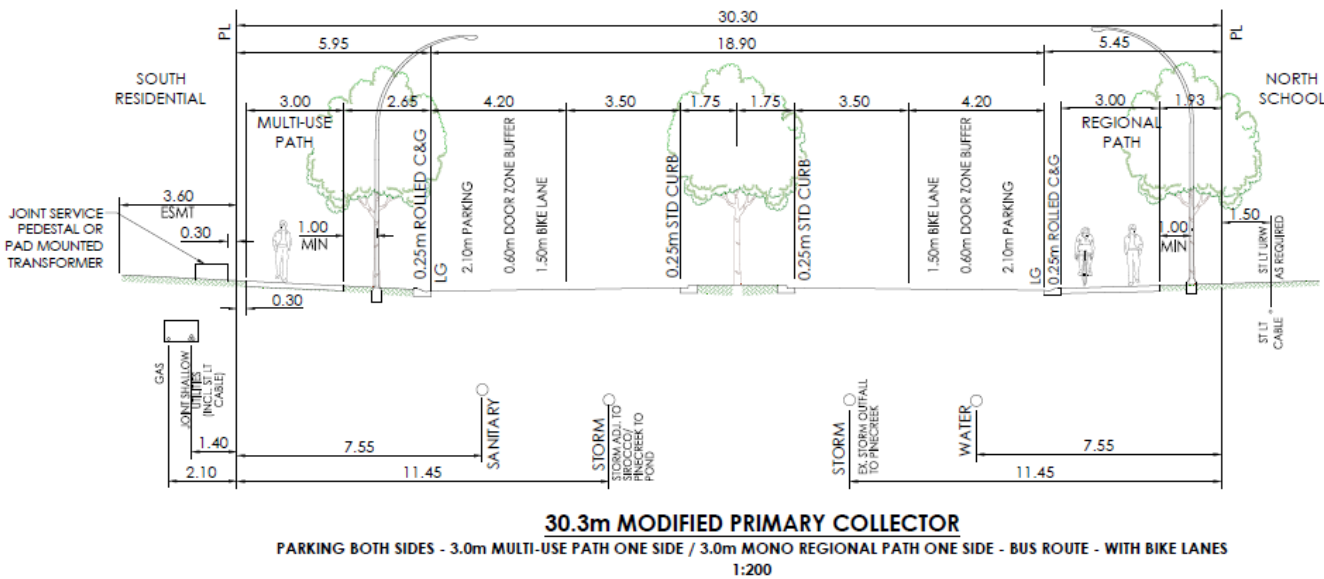 30.30
PL
PL
5.95
18.90
5.45
SOUTH
RESIDENTIAL
NORTH
SCHOOL
3.00
2.65
4.20
3.50
1.75
1.75
3.50
4.20
3.00
1.93
MULTI-USE
PATH
REGIONAL
PATH
0.25m ROLLED C&G
LG
2.10m PARKING
0.60m DOOR ZONE BUFFER
1.50m BIKE LANE
0.25m STD CURB
0.25m STD CURB
1.50m BIKE LANE
0.60m DOOR ZONE BUFFER
2.10m PARKING
LG
0.25m ROLLED C&G
3.60
ESMT
JOINT SERVICE
PEDESTAL OR
PAD MOUNTED
TRANSFORMER
0.30
1.00
MIN
1.00
MIN
1.50
ST LT URW
AS REQUIRED
0.30
ST LT
CABLE
GAS
JOINT SHALLOW
UTILITIES
(INCL. ST LT
CABLE)
SANITARY
STORM
STORM ADJ. TO
SIROCCO/
PINECREEK TO
POND
STORM
EX. STORM OUTFALL
TO PINECREEK
WATER
1.40
7.55
7.55
2.10
11.45
11.45
30.3m MODIFIED PRIMARY COLLECTOR
PARKING BOTH SIDES - 3.0m MULTI-USE PATH ONE SIDE / 3.0m MONO REGIONAL PATH ONE SIDE - BUS ROUTE - WITH BIKE LANES
1:200